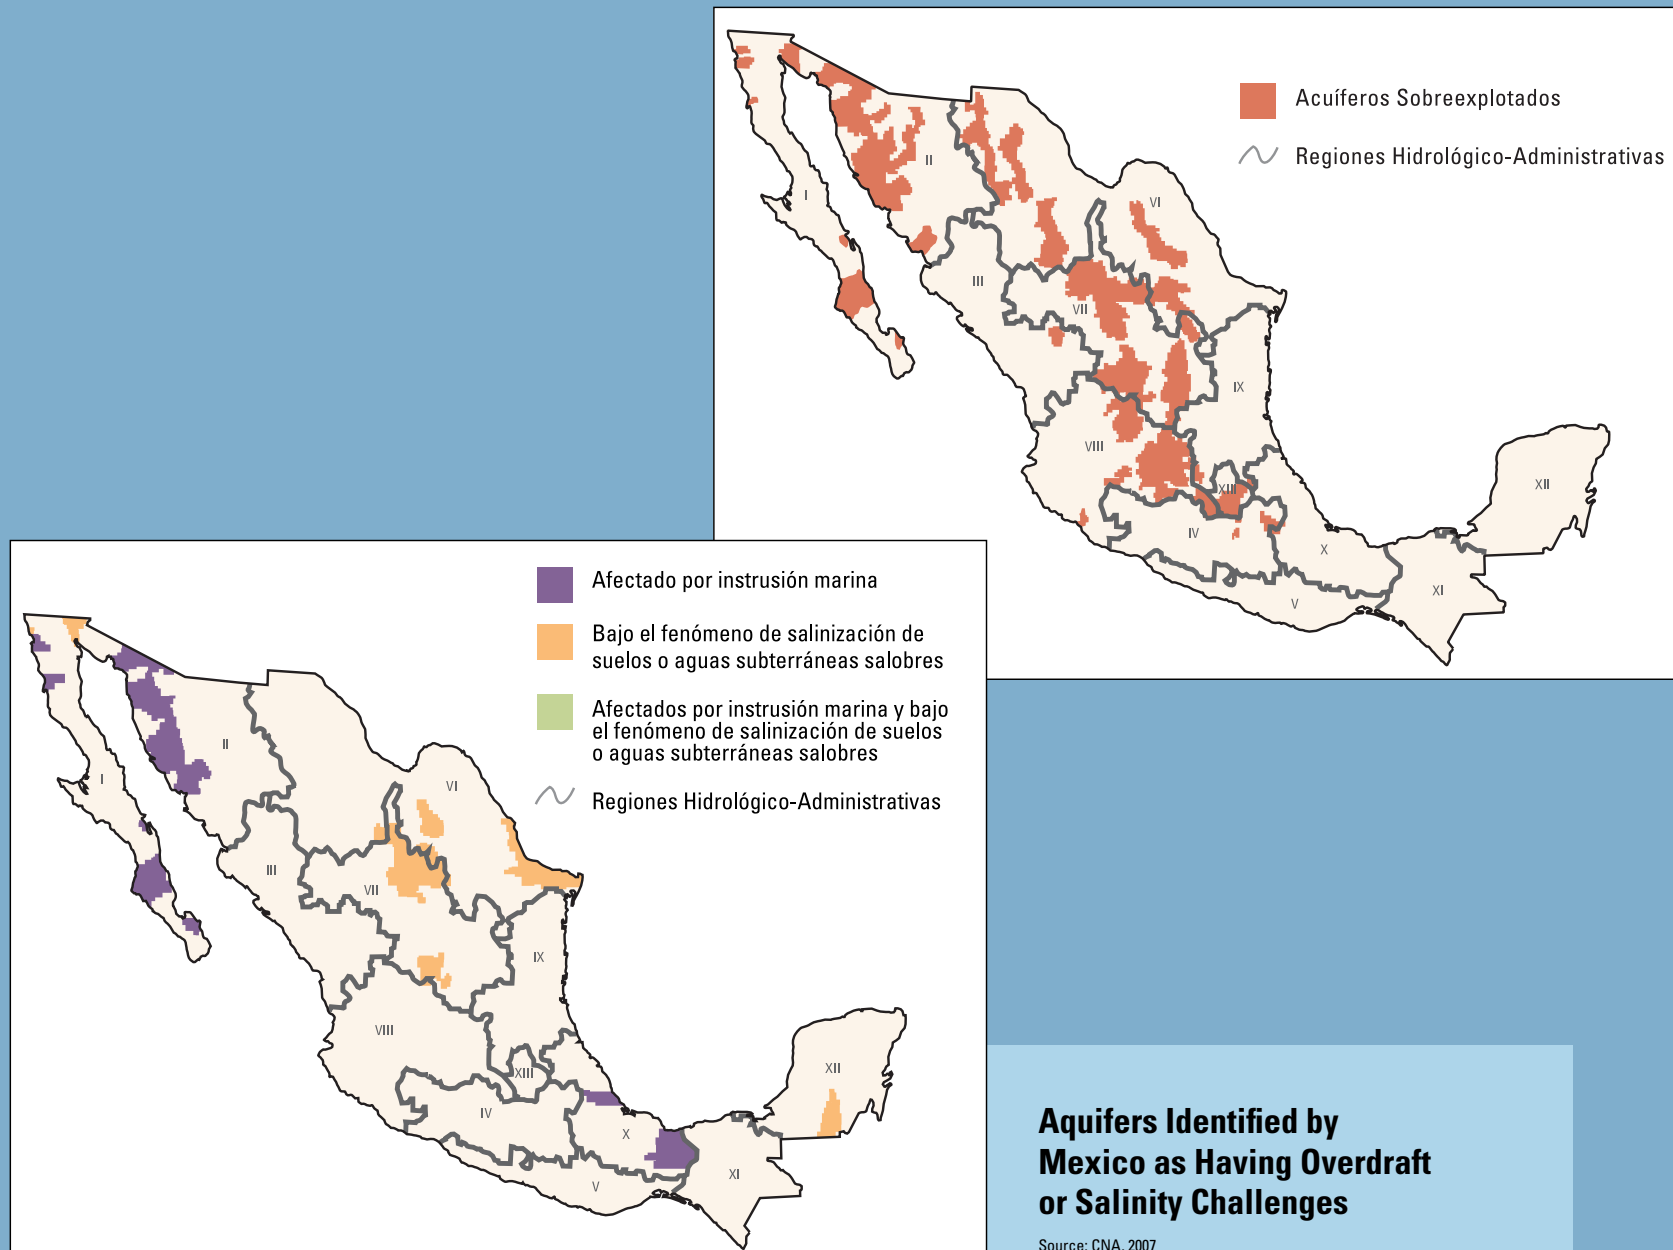 Acuíferos Sobreexplotados
Regiones Hidrológico-Administrativas
I
II
III
IV
V
VI
VII
VIII
IX
X
XI
XII
XIII
Afectado por instrusión marina
Bajo el fenómeno de salinización de
suelos o aguas subterráneas salobres
Afectados por instrusión marina y bajo
el fenómeno de salinización de suelos
o aguas subterráneas salobres
Regiones Hidrológico-Administrativas
I
II
III
IV
V
VI
VII
VIII
IX
X
XI
XII
XIII
Aquifers Identified by
Mexico as Having Overdraft
or Salinity Challenges
Source: CNA, 2007